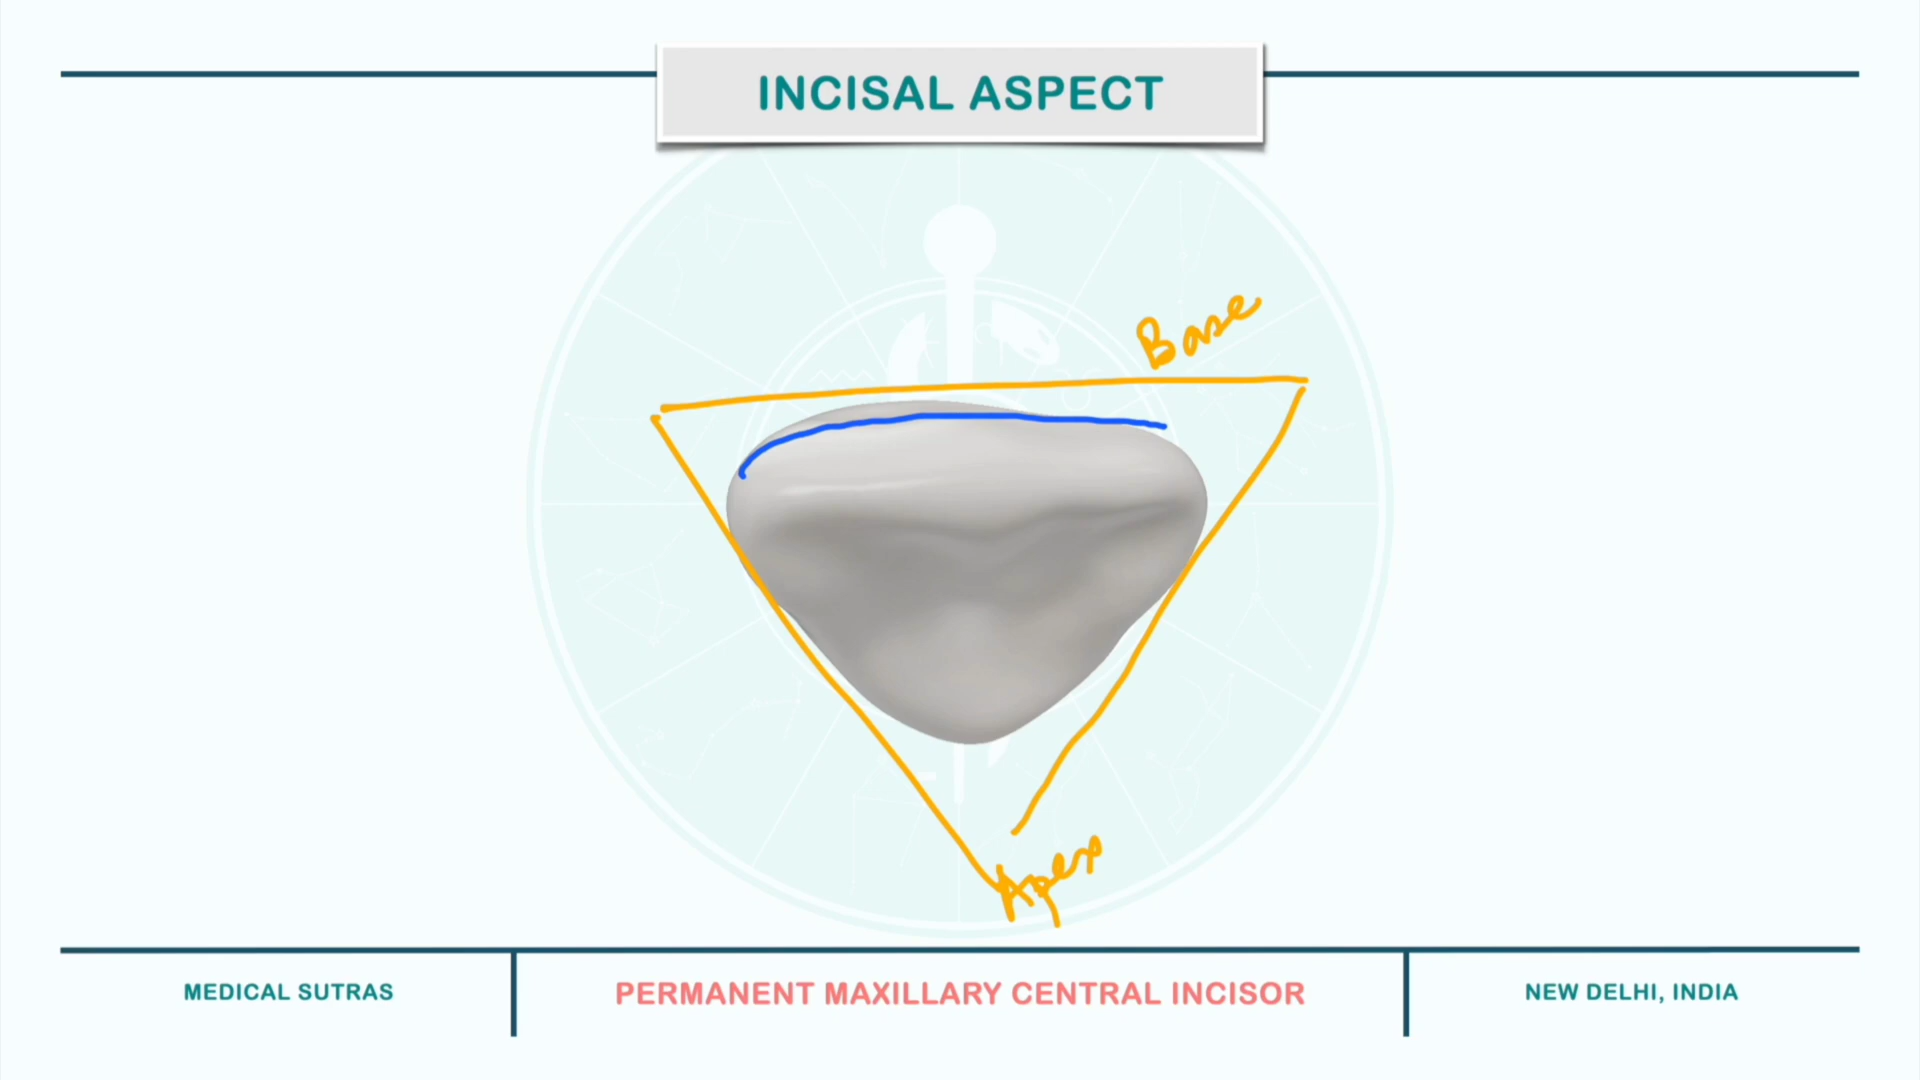 INCISAL ASPECT
Base
Apex
MEDICAL SUTRAS
PERMANENT MAXILLARY CENTRAL INCISOR
NEW DELHI, INDIA